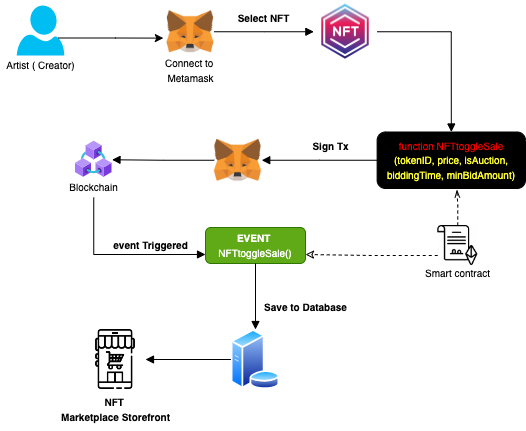 Select NFT
NFT
Artist ( Creator)
Connect to
Metamask
function NFTtoggleSale
(tokenID, price, isAuction,
biddingTime, minBidAmount)
Sign Tx
Blockchain
event Triggered
EVENT
NFTtoggleSale()
Smart contract
Save to Database
NFT
Marketplace Storefront